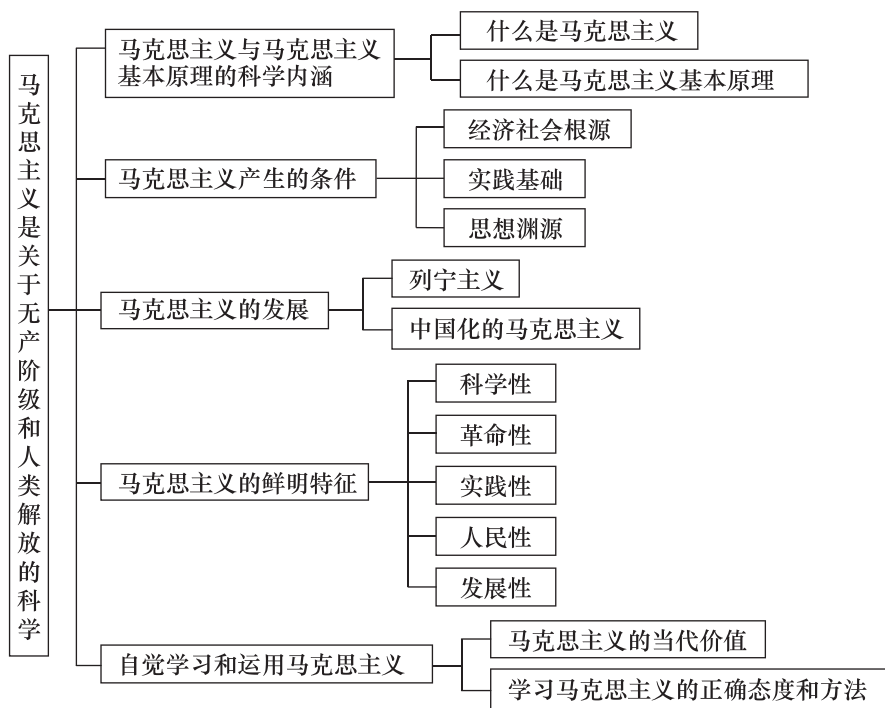 马克思主义是关于无产阶级和人类解放的科学
马克思主义与马克思主义
基本原理的科学内涵
什么是马克思主义
什么是马克思主义基本原理
马克思主义产生的条件
经济社会根源
实践基础
思想渊源
马克思主义的发展
列宁主义
中国化的马克思主义
马克思主义的鲜明特征
科学性
革命性
实践性
人民性
发展性
自觉学习和运用马克思主义
马克思主义的当代价值
学习马克思主义的正确态度和方法